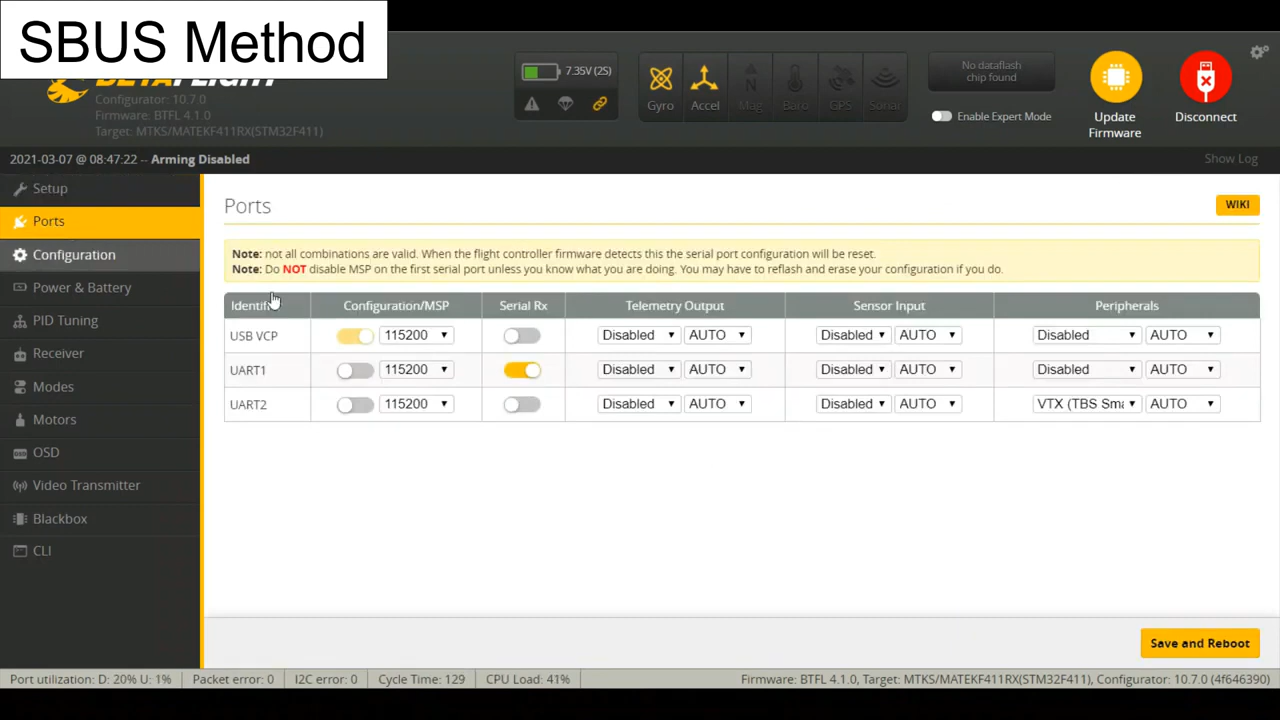 SBUS Method
BETAFLIGHT
Configurator: 10.7.0
Firmware: BTFL 4.1.0
Target: MTKS/MATEKF411RX(STM32F411)
7.35V (2S)
Gyro Accel Mag Baro GPS Sonar
No dataflash
chip found
Enable Expert Mode
Update
Firmware
Disconnect
2021-03-07 @ 08:47:22 -- Arming Disabled
Show Log
Setup
Ports
Configuration
Power & Battery
PID Tuning
Receiver
Modes
Motors
OSD
Video Transmitter
Blackbox
CLI
Ports
WIKI
Note: not all combinations are valid. When the flight controller firmware detects this the serial port configuration will be reset.
Note: Do NOT disable MSP on the first serial port unless you know what you are doing. You may have to reflash and erase your configuration if you do.
Identifier Configuration/MSP Serial Rx Telemetry Output Sensor Input Peripherals
USB VCP 115200 Disabled AUTO Disabled AUTO Disabled AUTO
UART1 115200 Disabled AUTO Disabled AUTO Disabled AUTO
UART2 115200 Disabled AUTO Disabled AUTO VTX (TBS Sma AUTO
Save and Reboot
Port utilization: D: 20% U: 1% Packet error: 0 I2C error: 0 Cycle Time: 129 CPU Load: 41% Firmware: BTFL 4.1.0, Target: MTKS/MATEKF411RX(STM32F411), Configurator: 10.7.0 (4f646390)